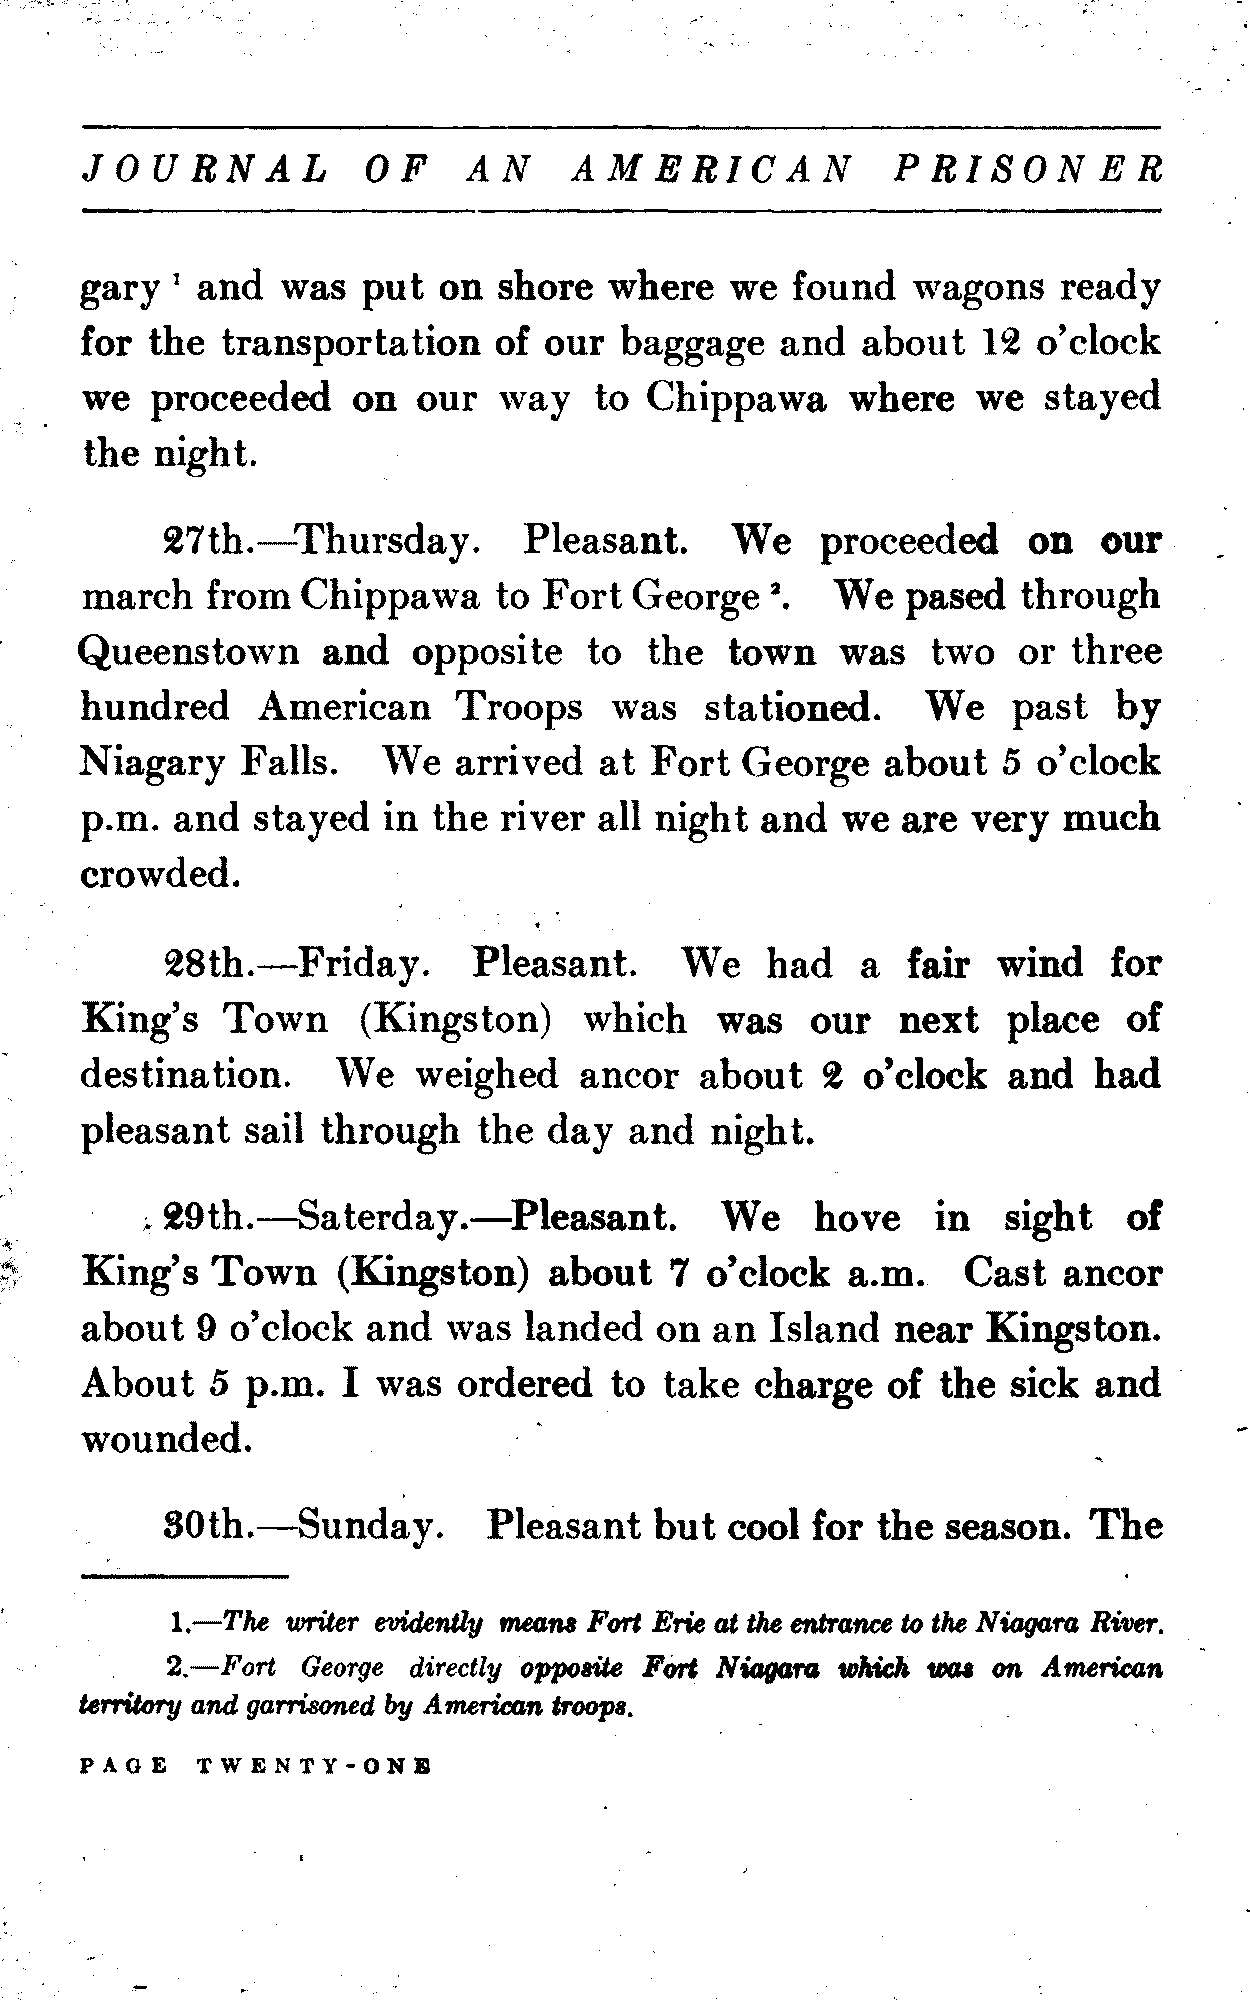 JOURNAL OF AN AMERICAN PRISONER
gary ¹ and was put on shore where we found wagons ready
for the transportation of our baggage and about 12 o'clock
we proceeded on our way to Chippawa where we stayed
the night.
27th.—Thursday. Pleasant. We proceeded on our
march from Chippawa to Fort George ². We pased through
Queenstown and opposite to the town was two or three
hundred American Troops was stationed. We past by
Niagary Falls. We arrived at Fort George about 5 o'clock
p.m. and stayed in the river all night and we are very much
crowded.
28th.—Friday. Pleasant. We had a fair wind for
King's Town (Kingston) which was our next place of
destination. We weighed ancor about 2 o'clock and had
pleasant sail through the day and night.
29th.—Saterday.—Pleasant. We hove in sight of
King's Town (Kingston) about 7 o'clock a.m. Cast ancor
about 9 o'clock and was landed on an Island near Kingston.
About 5 p.m. I was ordered to take charge of the sick and
wounded.
30th.—Sunday. Pleasant but cool for the season. The
1.—The writer evidently means Fort Erie at the entrance to the Niagara River.
2.—Fort George directly opposite Fort Niagara which was on American
territory and garrisoned by American troops.
PAGE TWENTY-ONE